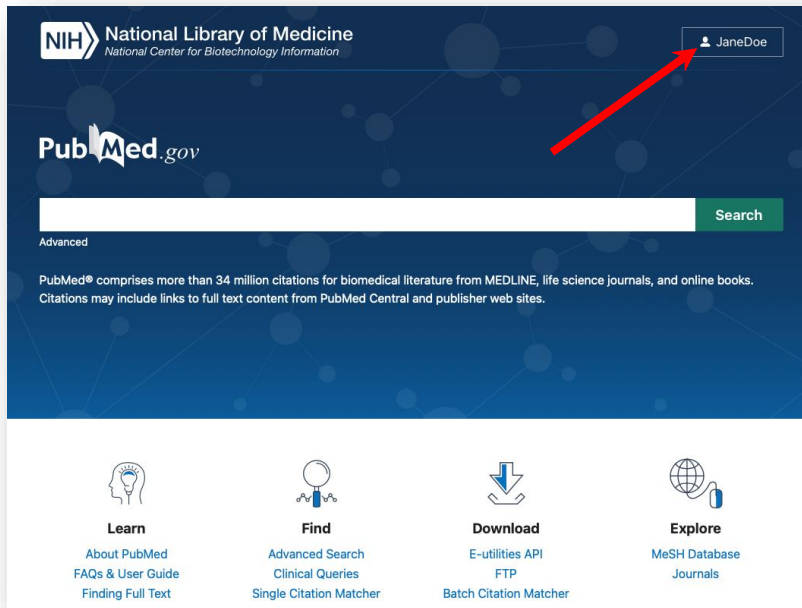 NIH National Library of Medicine
National Center for Biotechnology Information
JaneDoe
PubMed.gov
Search
Advanced
PubMed® comprises more than 34 million citations for biomedical literature from MEDLINE, life science journals, and online books.
Citations may include links to full text content from PubMed Central and publisher web sites.
Learn
About PubMed
FAQs & User Guide
Finding Full Text
Find
Advanced Search
Clinical Queries
Single Citation Matcher
Download
E-utilities API
FTP
Batch Citation Matcher
Explore
MeSH Database
Journals